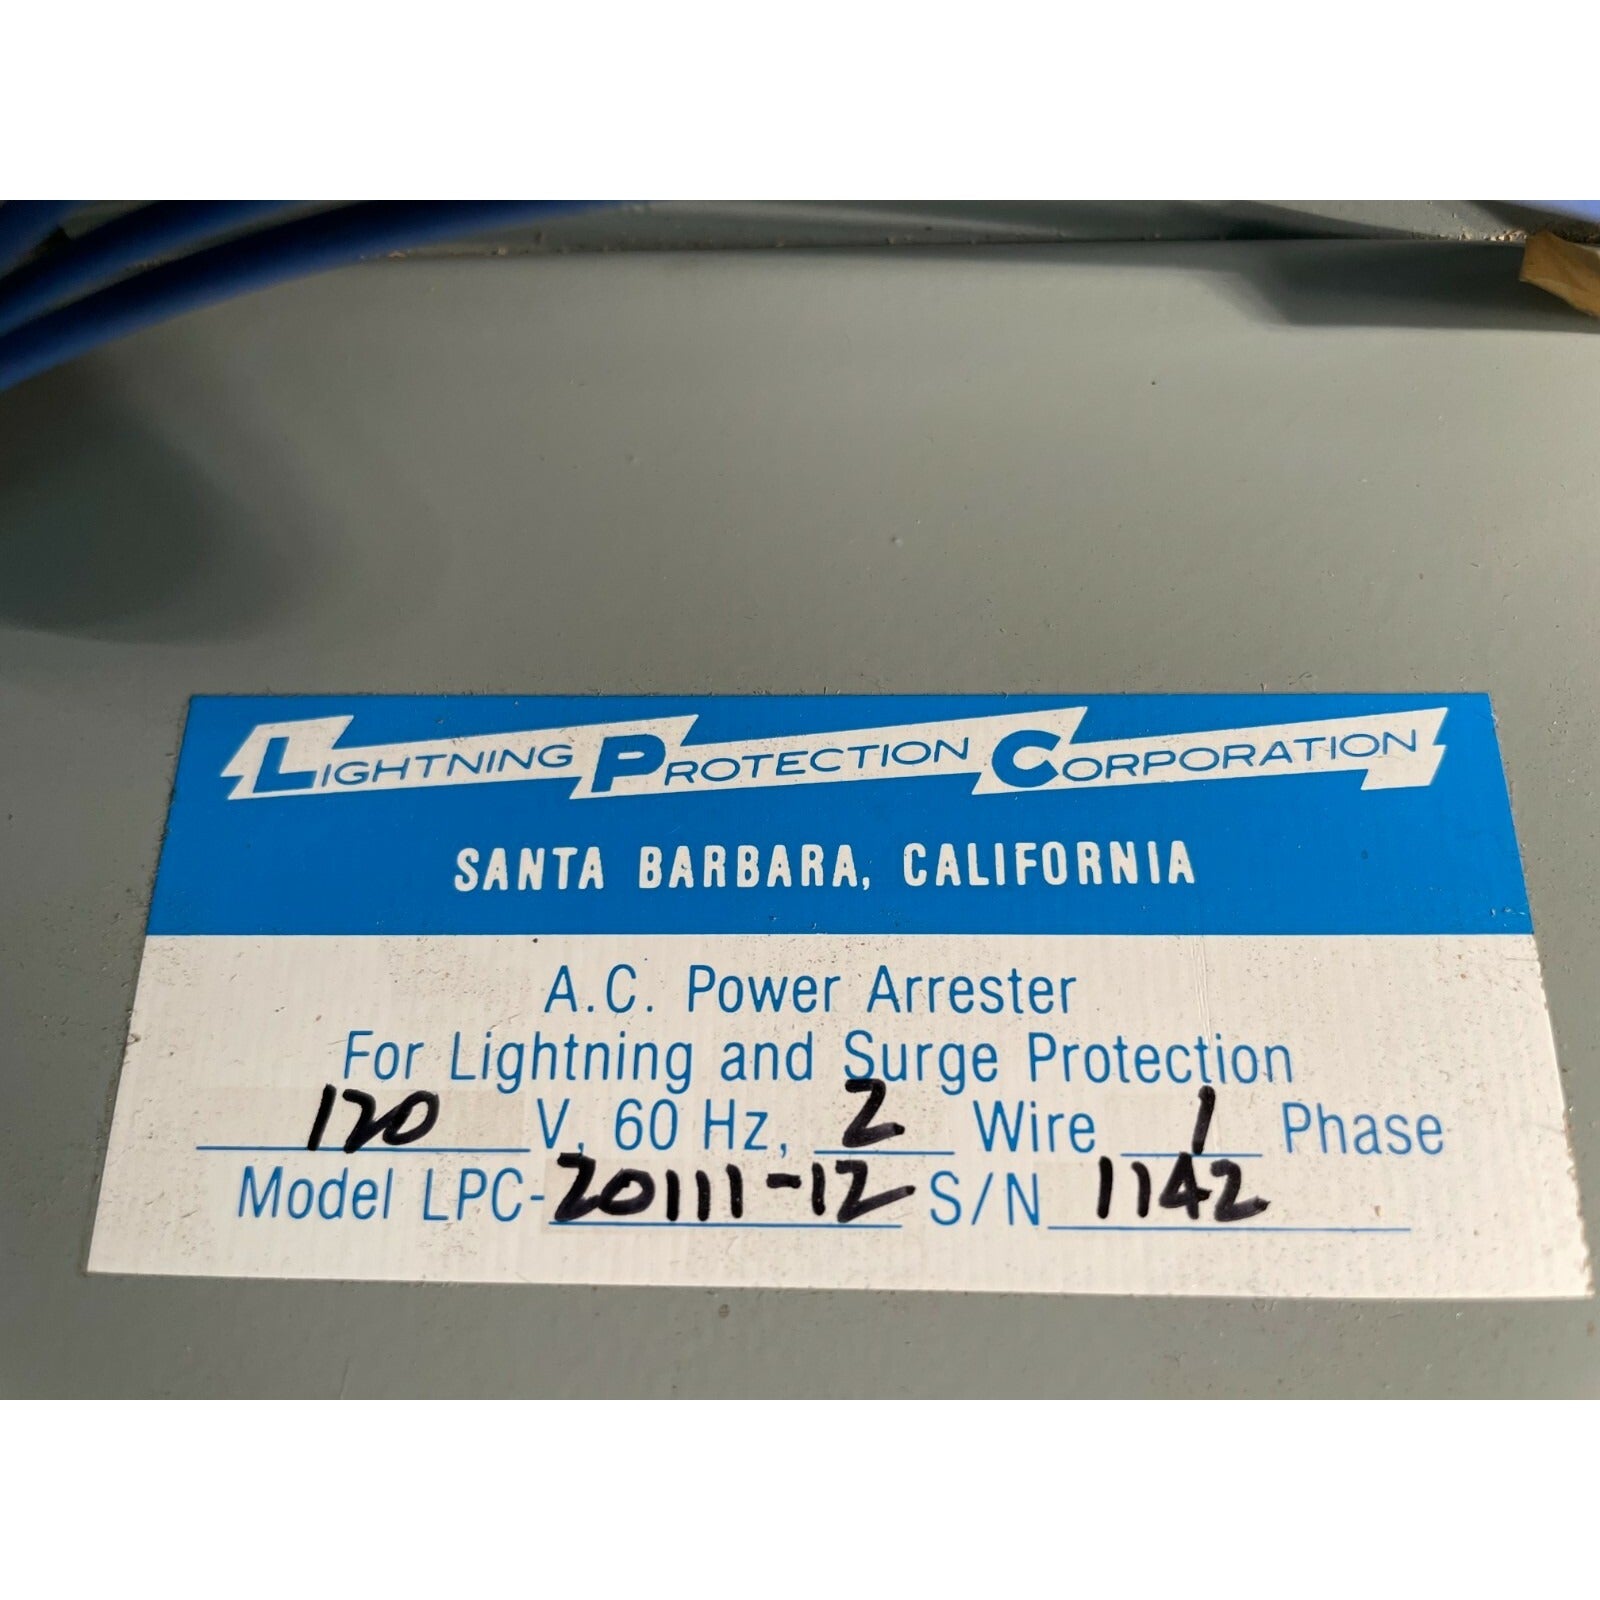 LIGHTNING PROTECTION CORPORATION
SANTA BARBARA, CALIFORNIA
A.C. Power Arrester
For Lightning and Surge Protection
120 V, 60 Hz, 2 Wire 1 Phase
Model LPC-20111-12 S/N 1142